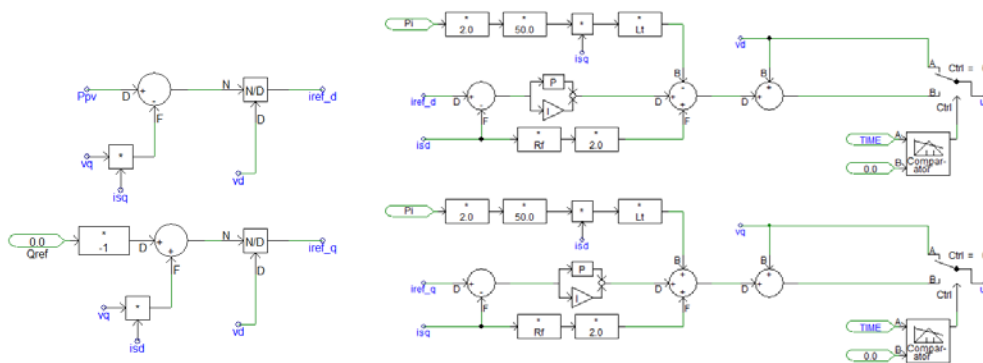 Ppv
D
+
-
F
N
N/D
D
iref_d
vq
*
isq
vd
0.0
Qref
*
-1
D
+
+
F
N
N/D
D
iref_q
vq
*
isd
vd
Pi
*
2.0
*
50.0
*
isq
*
Lt
vd
B
A
Ctrl =
iref_d
D
+
-
F
P
I
D
+
-
+
F
D
+
+
B
Ctrl
isd
*
Rf
*
2.0
TIME
A
0.0
B
Compar-
ator
Pi
*
2.0
*
50.0
*
isd
*
Lt
vq
B
A
Ctrl =
iref_q
D
+
-
F
P
I
D
+
+
+
F
D
+
+
B
Ctrl
isq
*
Rf
*
2.0
TIME
A
0.0
B
Compar-
ator